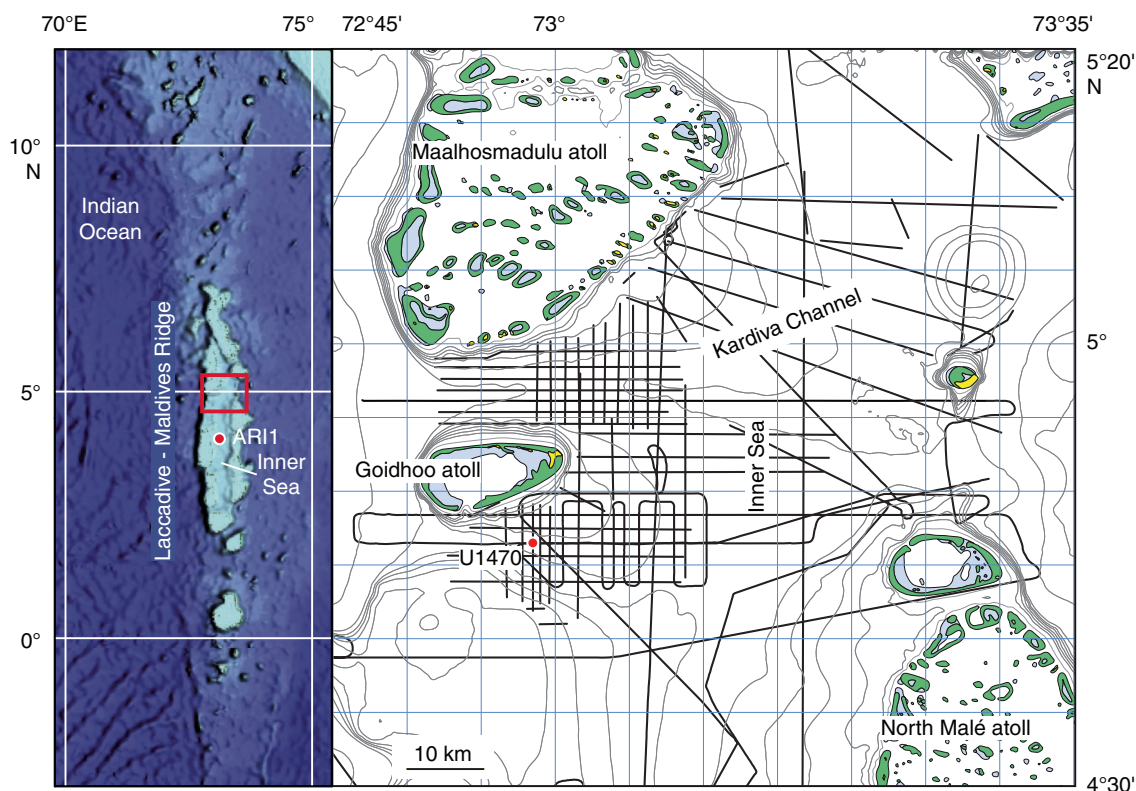 70°E
75°
72°45'
73°
73°35'
5°20'
N
10°
N
Maalhosmadulu atoll
Indian
Ocean
Laccadive - Maldives Ridge
Kardiva Channel
5°
5°
ARI1
Inner
Sea
Goidhoo atoll
Inner Sea
U1470
0°
North Malé atoll
10 km
4°30'